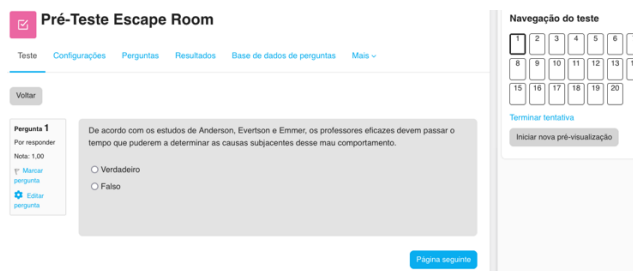 Pré-Teste Escape Room
Teste Configurações Perguntas Resultados Base de dados de perguntas Mais
Voltar
Pergunta 1
Por responder
Nota: 1,00
Marcar
pergunta
Editar
pergunta
De acordo com os estudos de Anderson, Evertson e Emmer, os professores eficazes devem passar o
tempo que puderem a determinar as causas subjacentes desse mau comportamento.
Verdadeiro
Falso
Página seguinte
Navegação do teste
1 2 3 4 5 6
8 9 10 11 12 13
15 16 17 18 19 20
Terminar tentativa
Iniciar nova pré-visualização